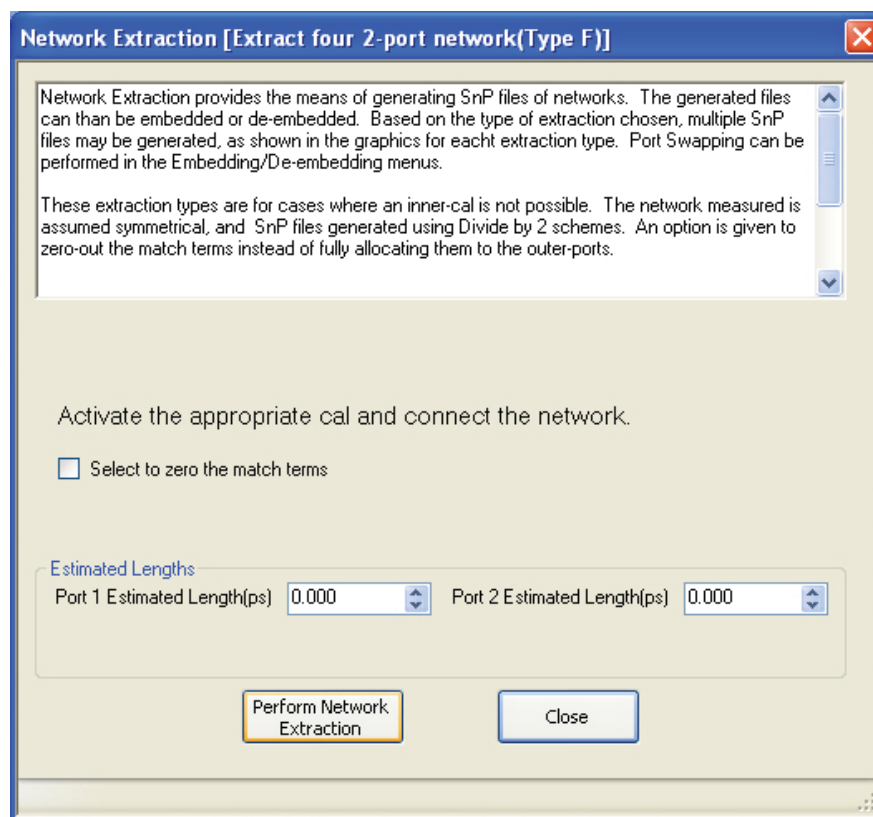 Network Extraction [Extract four 2-port network(Type F)]
Network Extraction provides the means of generating SnP files of networks. The generated files
can than be embedded or de-embedded. Based on the type of extraction chosen, multiple SnP
files may be generated, as shown in the graphics for eacht extraction type. Port Swapping can be
performed in the Embedding/De-embedding menus.
These extraction types are for cases where an inner-cal is not possible. The network measured is
assumed symmetrical, and SnP files generated using Divide by 2 schemes. An option is given to
zero-out the match terms instead of fully allocating them to the outer-ports.
Activate the appropriate cal and connect the network.
Select to zero the match terms
Estimated Lengths
Port 1 Estimated Length(ps) 0.000 Port 2 Estimated Length(ps) 0.000
Perform Network
Extraction
Close